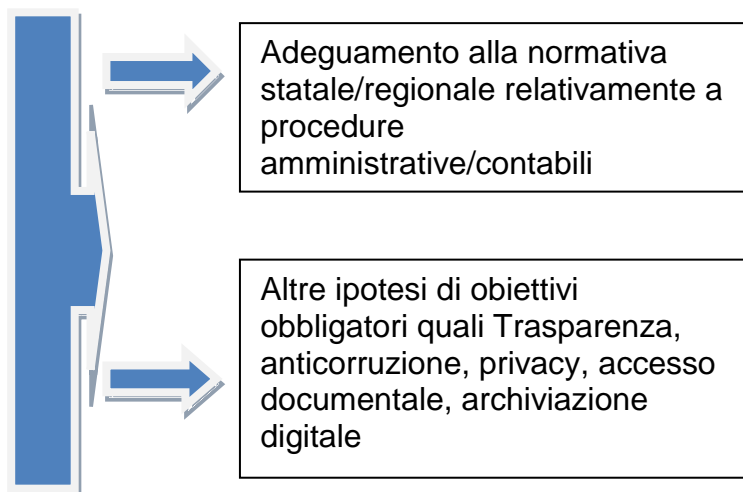 Adeguamento alla normativa
statale/regionale relativamente a
procedure
amministrative/contabili
Altre ipotesi di obiettivi
obbligatori quali Trasparenza,
anticorruzione, privacy, accesso
documentale, archiviazione
digitale